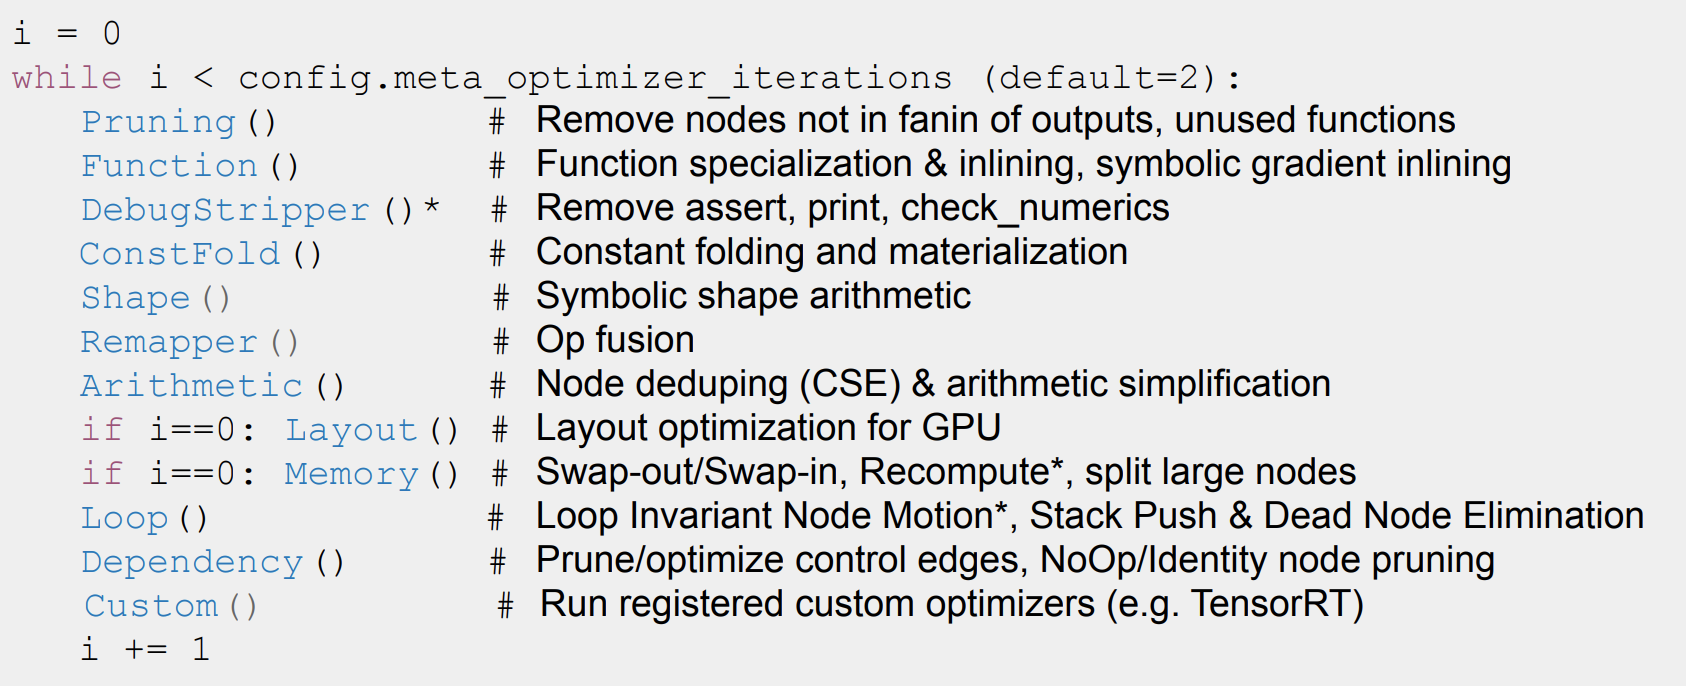 i = 0
while i < config.meta_optimizer_iterations (default=2):
Pruning() # Remove nodes not in fanin of outputs, unused functions
Function() # Function specialization & inlining, symbolic gradient inlining
DebugStripper()* # Remove assert, print, check_numerics
ConstFold() # Constant folding and materialization
Shape() # Symbolic shape arithmetic
Remapper() # Op fusion
Arithmetic() # Node deduping (CSE) & arithmetic simplification
if i==0: Layout() # Layout optimization for GPU
if i==0: Memory() # Swap-out/Swap-in, Recompute*, split large nodes
Loop() # Loop Invariant Node Motion*, Stack Push & Dead Node Elimination
Dependency() # Prune/optimize control edges, NoOp/Identity node pruning
Custom() # Run registered custom optimizers (e.g. TensorRT)
i += 1